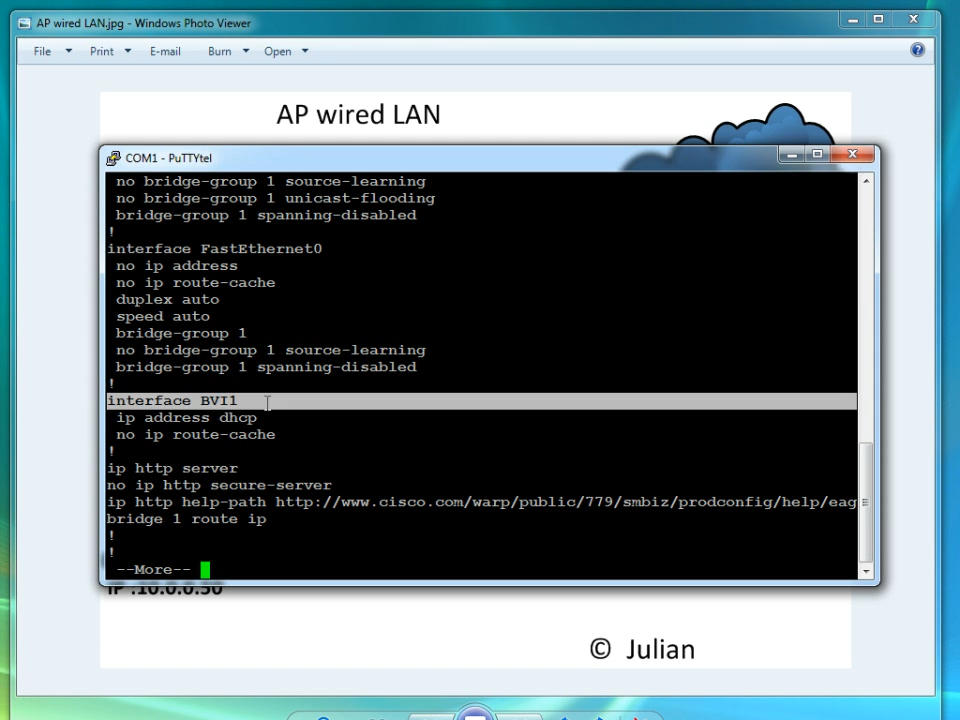 AP wired LAN.jpg - Windows Photo Viewer
File Print E-mail Burn Open
AP wired LAN
COM1 - PuTTYtel
no bridge-group 1 source-learning
no bridge-group 1 unicast-flooding
bridge-group 1 spanning-disabled
!
interface FastEthernet0
no ip address
no ip route-cache
duplex auto
speed auto
bridge-group 1
no bridge-group 1 source-learning
bridge-group 1 spanning-disabled
!
interface BVI1
ip address dhcp
no ip route-cache
!
ip http server
no ip http secure-server
ip http help-path http://www.cisco.com/warp/public/779/smbiz/prodconfig/help/eag
bridge 1 route ip
!
!
--More--
IP :10.0.0.50
© Julian